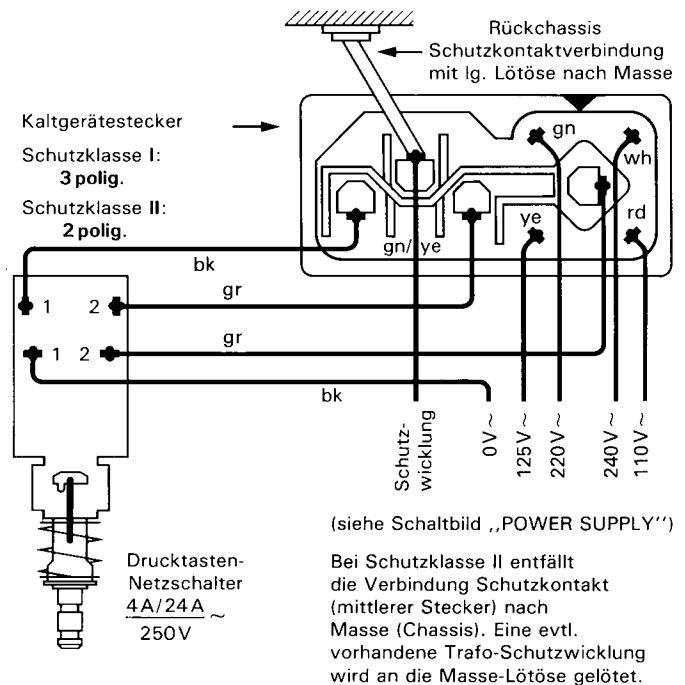 Rückchassis
Schutzkontaktverbindung
mit lg. Lötöse nach Masse
Kaltgerätestecker
Schutzklasse I:
3 polig.
Schutzklasse II:
2 polig.
gn
wh
ye
rd
gn/ ye
bk
gr
1 2
gr
1 2
bk
Schutz-
wicklung
0V~
125V~
220V~
240V~
110V~
(siehe Schaltbild ,,POWER SUPPLY'')
Drucktasten-
Netzschalter
4A/24A ~
250V
Bei Schutzklasse II entfällt
die Verbindung Schutzkontakt
(mittlerer Stecker) nach
Masse (Chassis). Eine evtl.
vorhandene Trafo-Schutzwicklung
wird an die Masse-Lötöse gelötet.